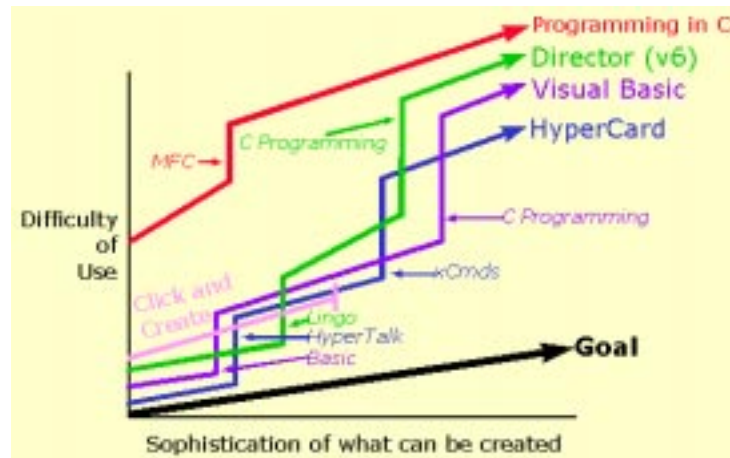 Programming in C
Director (v6)
Visual Basic
HyperCard
C Programming
MFC
Difficulty
of
Use
C Programming
xCmds
Click and
Create
Lingo
HyperTalk
Basic
Goal
Sophistication of what can be created